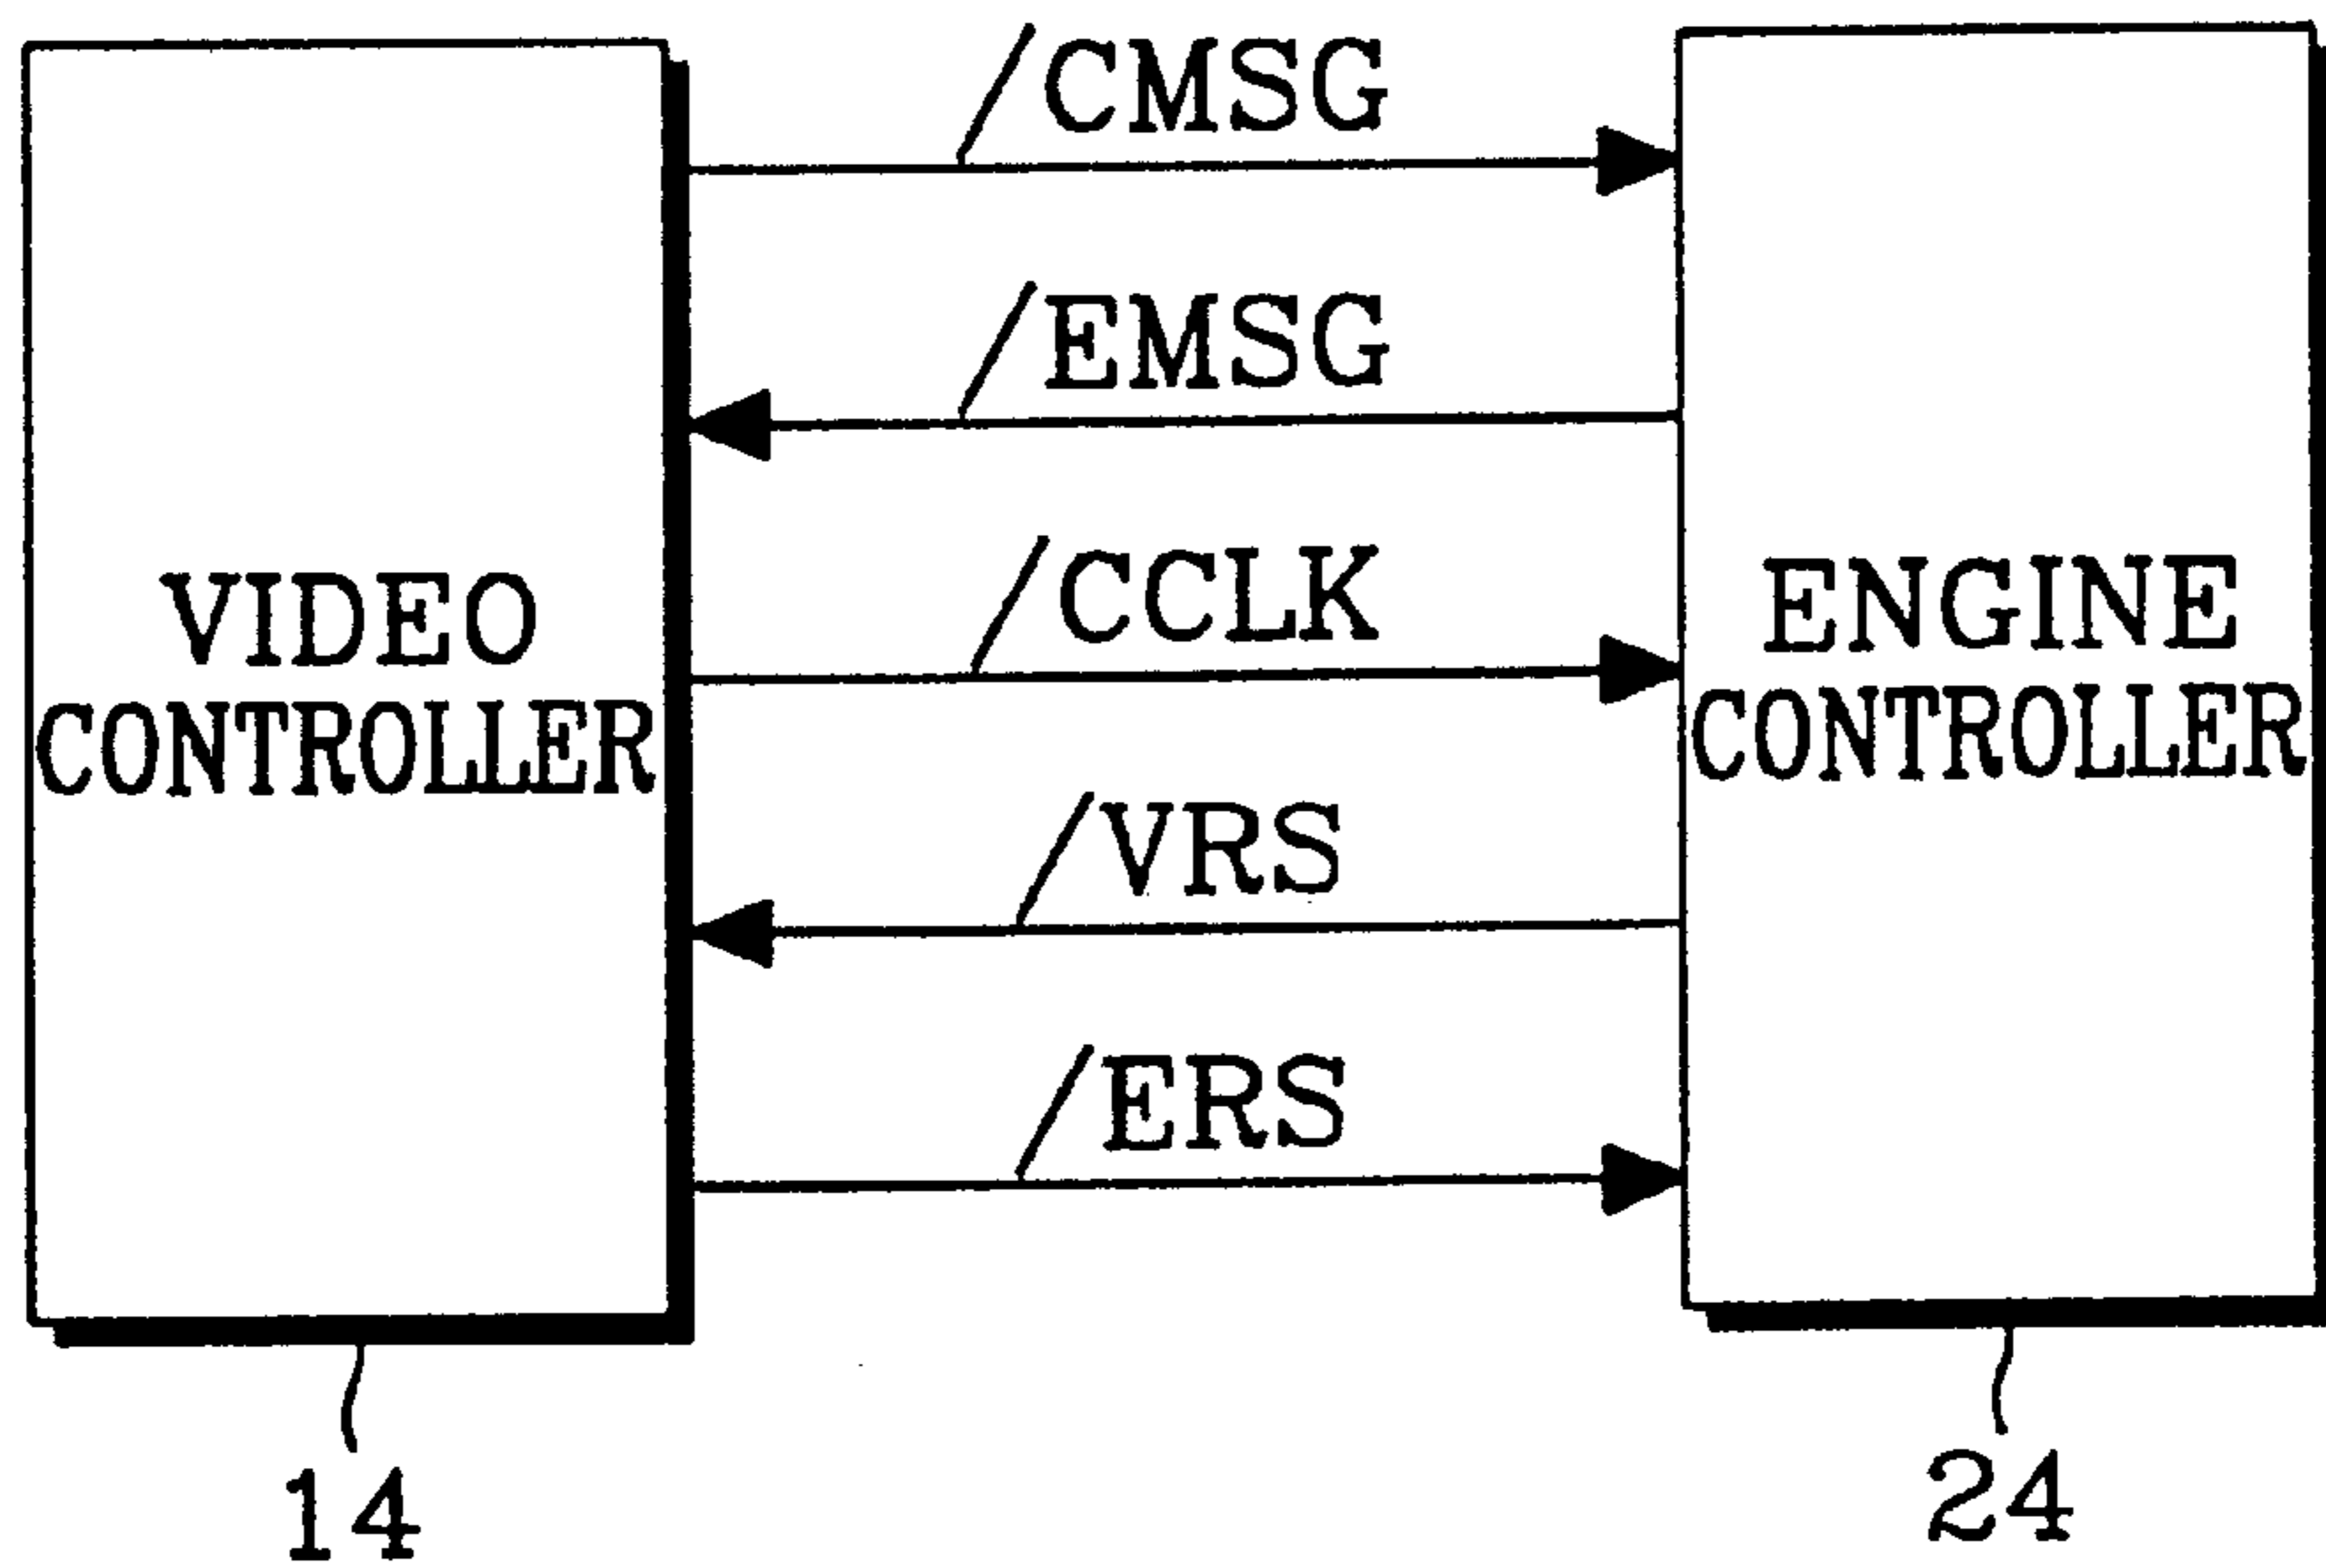 /CMSG
/EMSG
/CCLK
/VRS
/ERS
VIDEO
CONTROLLER
ENGINE
CONTROLLER
14
24